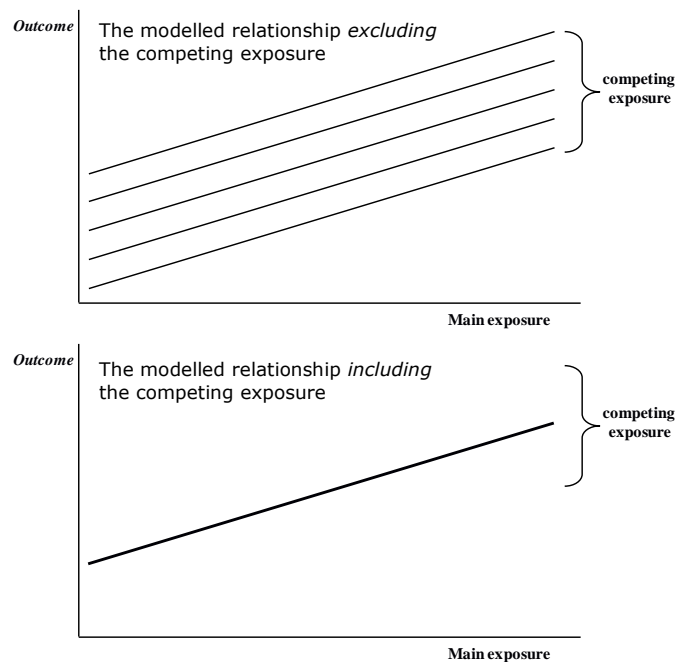 Outcome
The modelled relationship excluding
the competing exposure
competing
exposure
Main exposure
Outcome
The modelled relationship including
the competing exposure
competing
exposure
Main exposure